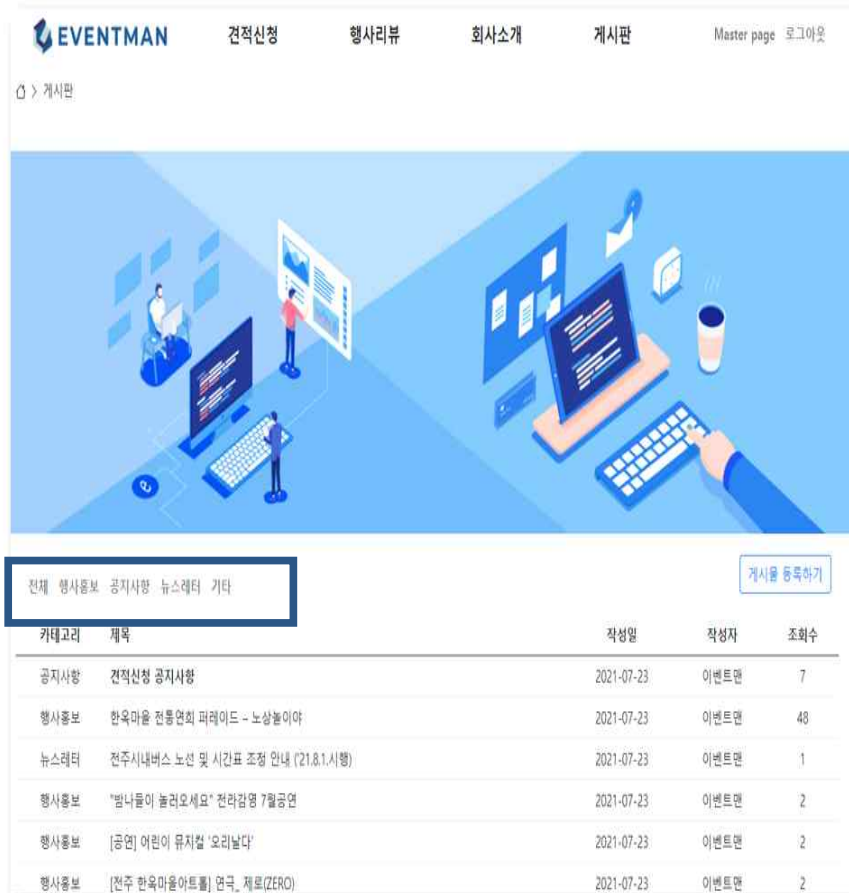 EVENTMAN 견적신청 행사리뷰 회사소개 게시판 Master page 로그아웃
> 게시판
전체 행사홍보 공지사항 뉴스레터 기타 게시물 등록하기
카테고리 제목 작성일 작성자 조회수
공지사항 견적신청 공지사항 2021-07-23 이벤트맨 7
행사홍보 한옥마을 전통연희 퍼레이드 – 노상놀이야 2021-07-23 이벤트맨 48
뉴스레터 전주시내버스 노선 및 시간표 조정 안내 ('21.8.1.시행) 2021-07-23 이벤트맨 1
행사홍보 "밤나들이 놀러오세요" 전라감영 7월공연 2021-07-23 이벤트맨 2
행사홍보 [공연] 어린이 뮤지컬 '오리날다' 2021-07-23 이벤트맨 2
행사홍보 [전주 한옥마을아트홀] 연극_ 제로(ZERO) 2021-07-23 이벤트맨 2